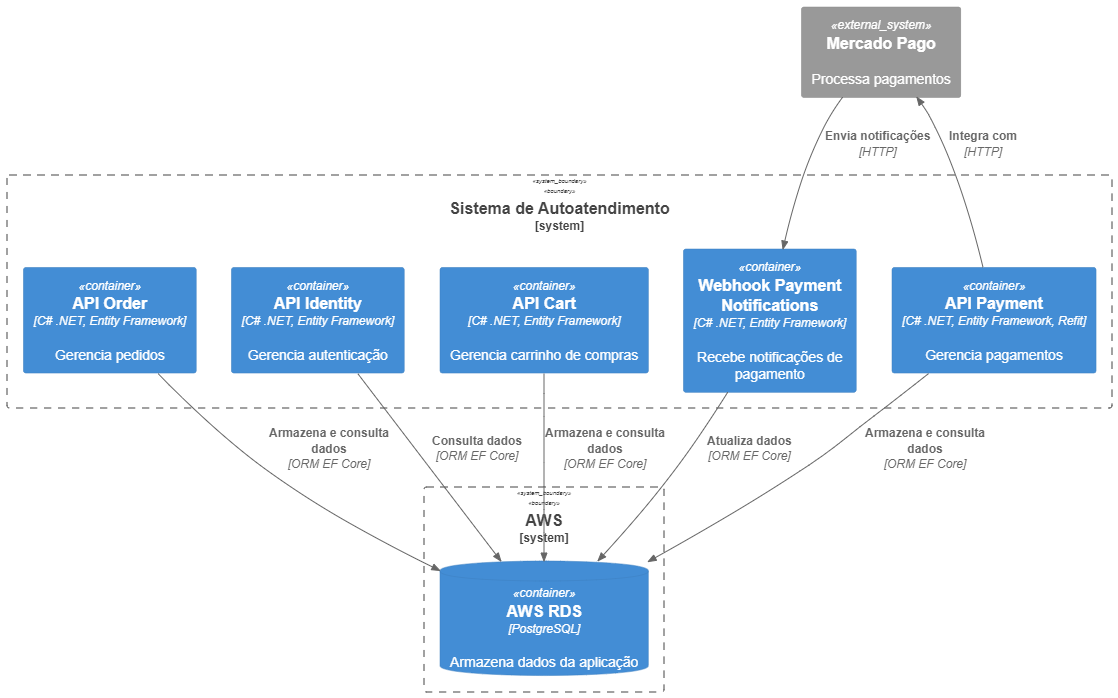 «external_system»
Mercado Pago
Processa pagamentos
Envia notificações
[HTTP]
Integra com
[HTTP]
«system_boundary»
«boundary»
Sistema de Autoatendimento
[system]
«container»
API Order
[C# .NET, Entity Framework]
Gerencia pedidos
«container»
API Identity
[C# .NET, Entity Framework]
Gerencia autenticação
«container»
API Cart
[C# .NET, Entity Framework]
Gerencia carrinho de compras
«container»
Webhook Payment
Notifications
[C# .NET, Entity Framework]
Recebe notificações de
pagamento
«container»
API Payment
[C# .NET, Entity Framework, Refit]
Gerencia pagamentos
Armazena e consulta
dados
[ORM EF Core]
Consulta dados
[ORM EF Core]
Armazena e consulta
dados
[ORM EF Core]
Atualiza dados
[ORM EF Core]
Armazena e consulta
dados
[ORM EF Core]
«system_boundary»
«boundary»
AWS
[system]
«container»
AWS RDS
[PostgreSQL]
Armazena dados da aplicação